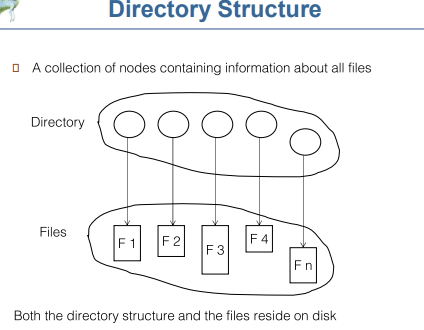 Directory Structure
A collection of nodes containing information about all files
Directory
Files
F 1
F 2
F 3
F 4
F n
Both the directory structure and the files reside on disk